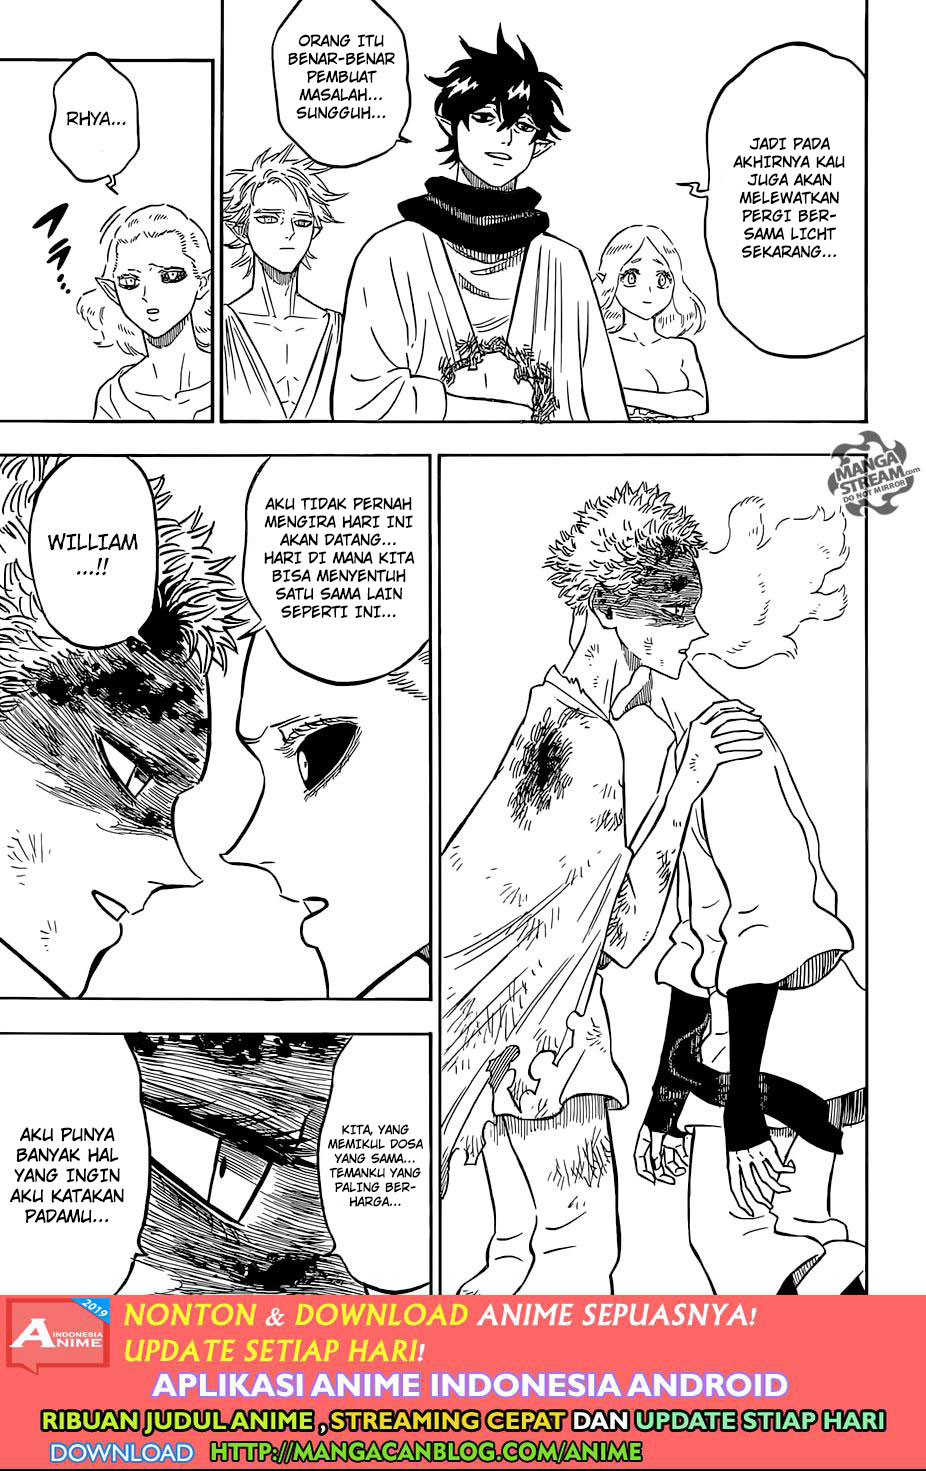 JADI PADA
AKHIRNYA KAU
JUGA AKAN
MELEWATKAN
PERGI BER-
SAMA LICHT
SEKARANG...
ORANG ITU
BENAR-BENAR
PEMBUAT
MASALAH...
SUNGGUH...
RHYA...
MANGA
STREAM.com
DO NOT MIRROR
AKU TIDAK PERNAH
MENGIRA HARI INI
AKAN DATANG...
HARI DI MANA KITA
BISA MENYENTUH
SATU SAMA LAIN
SEPERTI INI...
WILLIAM
...!!
KITA, YANG
MEMIKUL DOSA
YANG SAMA...
TEMANKU YANG
PALING BER-
HARGA...
AKU PUNYA
BANYAK HAL
YANG INGIN
AKU KATAKAN
PADAMU...
2019
INDONESIA
ANIME
NONTON & DOWNLOAD ANIME SEPUASNYA!
UPDATE SETIAP HARI!
APLIKASI ANIME INDONESIA ANDROID
RIBUAN JUDUL ANIME , STREAMING CEPAT DAN UPDATE STIAP HARI
DOWNLOAD HTTP://MANGACANBLOG.COM/ANIME